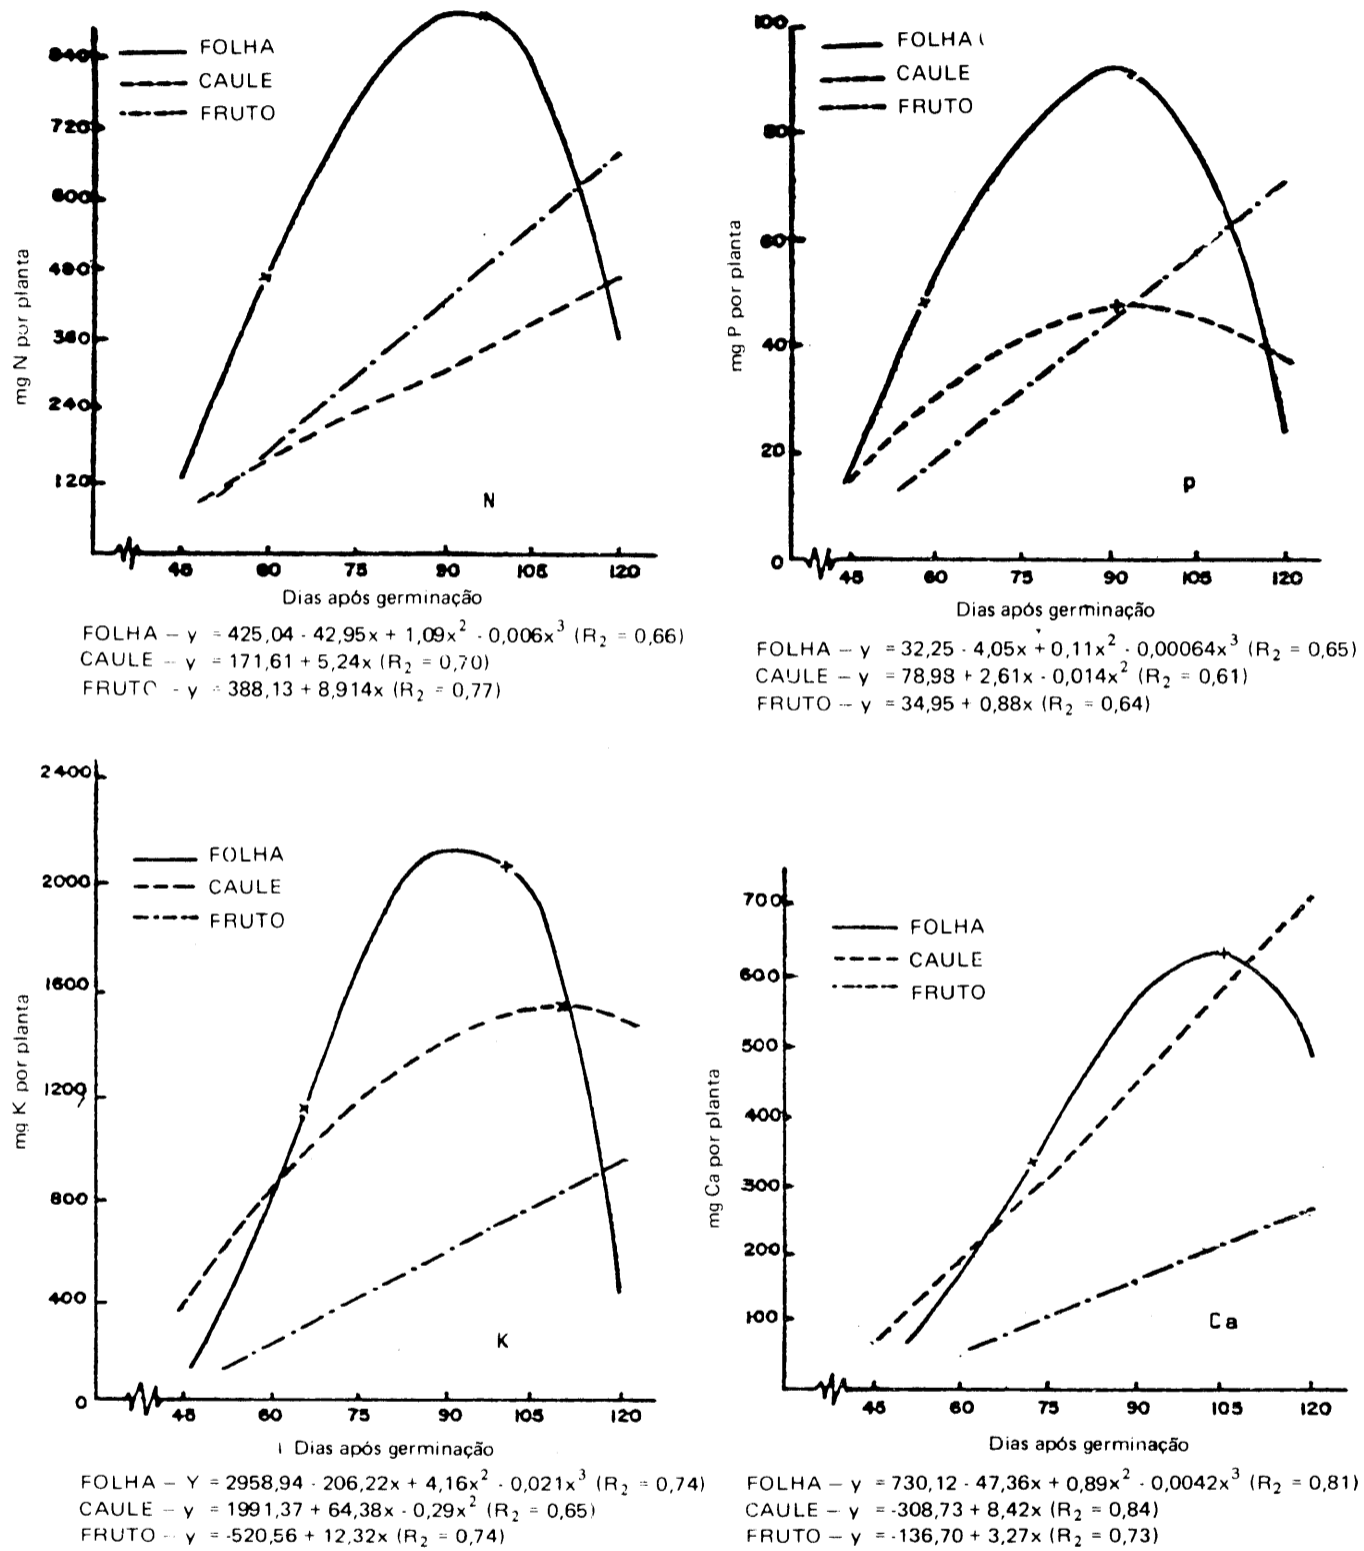 FOLHA
CAULE
FRUTO
840
720
600
480
360
240
120
mg N por planta
N
45 60 75 90 105 120
Dias após germinação
FOLHA – y = 425,04 - 42,95x + 1,09x² - 0,006x³ (R₂ = 0,66)
CAULE – y = 171,61 + 5,24x (R₂ = 0,70)
FRUTO - y = 388,13 + 8,914x (R₂ = 0,77)
FOLHA
CAULE
FRUTO
100
80
60
40
20
0
mg P por planta
P
45 60 75 90 105 120
Dias após germinação
FOLHA – y = 32,25 - 4,05x + 0,11x² - 0,00064x³ (R₂ = 0,65)
CAULE – y = 78,98 + 2,61x - 0,014x² (R₂ = 0,61)
FRUTO – y = 34,95 + 0,88x (R₂ = 0,64)
2400
FOLHA
CAULE
FRUTO
2000
1600
1200
800
400
0
mg K por planta
K
45 60 75 90 105 120
Dias após germinação
FOLHA – Y = 2958,94 - 206,22x + 4,16x² - 0,021x³ (R₂ = 0,74)
CAULE – Y = 1991,37 + 64,38x - 0,29x² (R₂ = 0,65)
FRUTO – y = -520,56 + 12,32x (R₂ = 0,74)
700
FOLHA
CAULE
FRUTO
600
500
400
300
200
100
mg Ca por planta
Ca
45 60 75 90 105 120
Dias após germinação
FOLHA – y = 730,12 - 47,36x + 0,89x² - 0,0042x³ (R₂ = 0,81)
CAULE – y = -308,73 + 8,42x (R₂ = 0,84)
FRUTO – y = -136,70 + 3,27x (R₂ = 0,73)